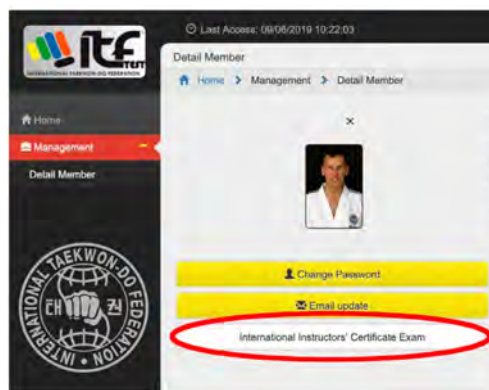 Last Access: 09/06/2019 10:22:03
itf
TEST
INTERNATIONAL TAEKWON-DO FEDERATION
Detail Member
Home > Management > Detail Member
×
Home
Management
Detail Member
Change Password
Email update
International Instructors' Certificate Exam
INTERNATIONAL TAEKWON-DO FEDERATION
태 권